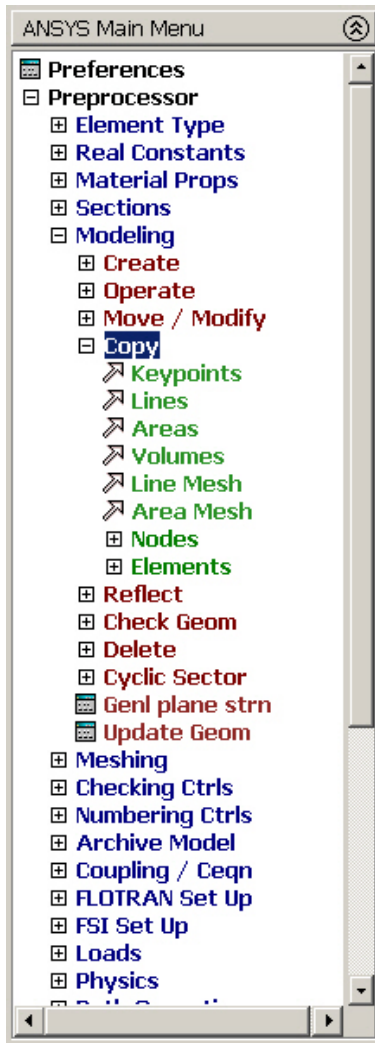 ANSYS Main Menu
Preferences
Preprocessor
Element Type
Real Constants
Material Props
Sections
Modeling
Create
Operate
Move / Modify
Copy
Keypoints
Lines
Areas
Volumes
Line Mesh
Area Mesh
Nodes
Elements
Reflect
Check Geom
Delete
Cyclic Sector
Genl plane strn
Update Geom
Meshing
Checking Ctrls
Numbering Ctrls
Archive Model
Coupling / Ceqn
FLOTRAN Set Up
FSI Set Up
Loads
Physics